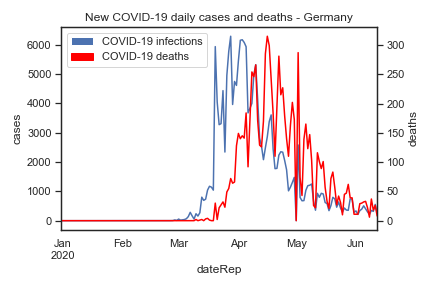 New COVID-19 daily cases and deaths - Germany
COVID-19 infections
COVID-19 deaths
6000
5000
4000
3000
2000
1000
0
cases
300
250
200
150
100
50
0
deaths
Jan Feb Mar Apr May Jun
2020
dateRep